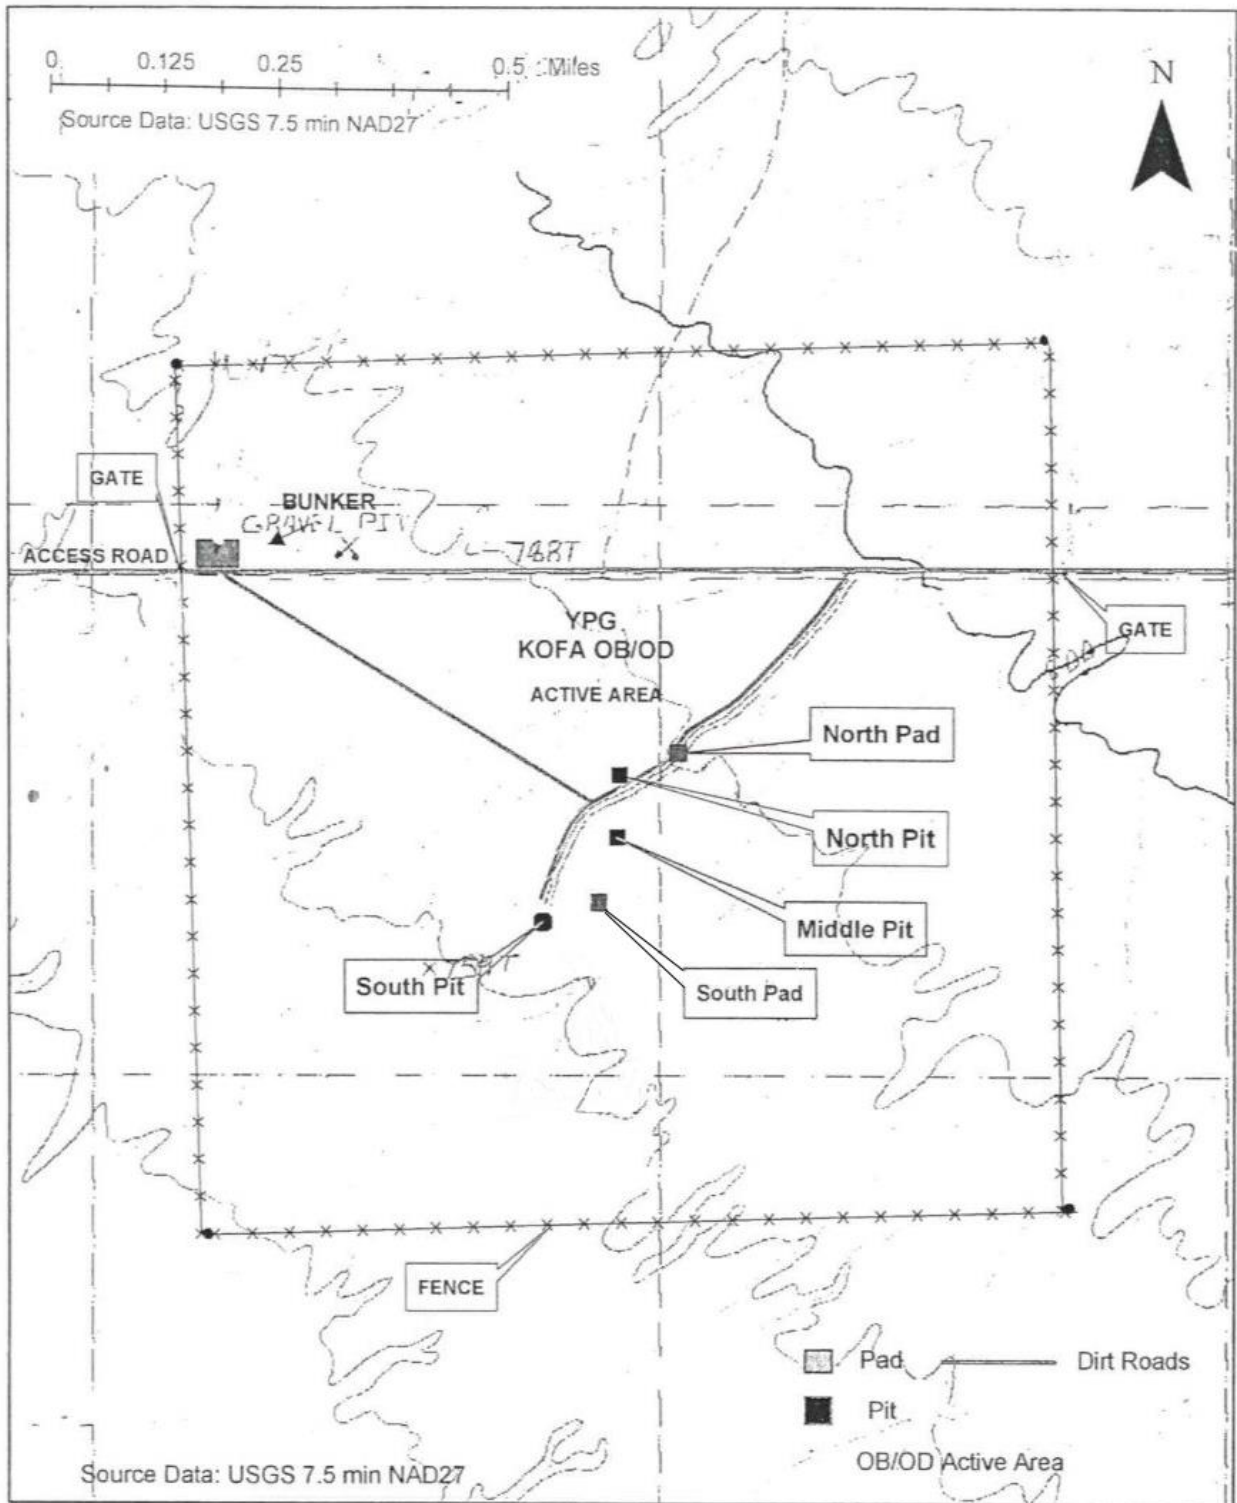 0 0.125 0.25 0.5 Miles
Source Data: USGS 7.5 min NAD27
N
GATE
BUNKER
GRAVEL PIT
ACCESS ROAD
788T
YPG
KOFA OB/OD
ACTIVE AREA
GATE
North Pad
North Pit
Middle Pit
South Pit
South Pad
FENCE
Pad
Dirt Roads
Pit
OB/OD Active Area
Source Data: USGS 7.5 min NAD27